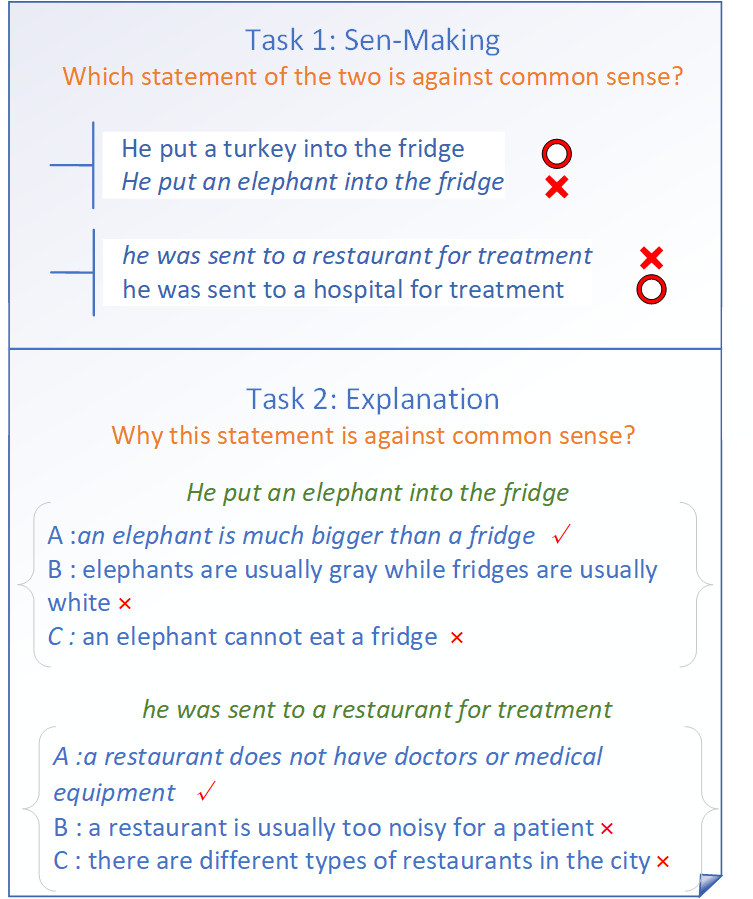 Task 1: Sen-Making
Which statement of the two is against common sense?
He put a turkey into the fridge
He put an elephant into the fridge
he was sent to a restaurant for treatment
he was sent to a hospital for treatment
Task 2: Explanation
Why this statement is against common sense?
He put an elephant into the fridge
A :an elephant is much bigger than a fridge ✓
B : elephants are usually gray while fridges are usually
white ×
C : an elephant cannot eat a fridge ×
he was sent to a restaurant for treatment
A :a restaurant does not have doctors or medical
equipment ✓
B : a restaurant is usually too noisy for a patient ×
C : there are different types of restaurants in the city ×